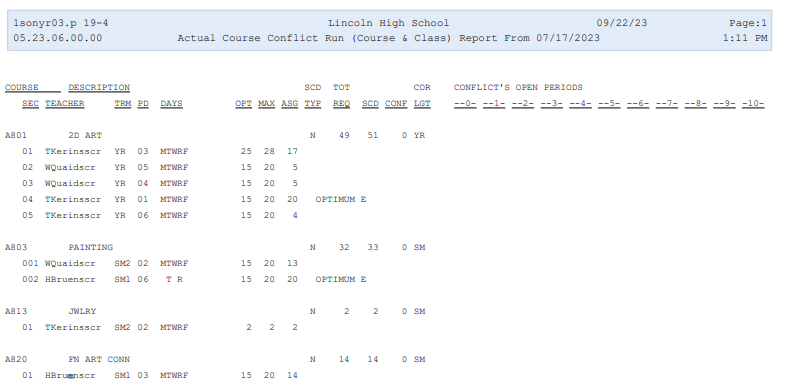 1sonyr03.p 19-4 Lincoln High School 09/22/23 Page:1
05.23.06.00.00 Actual Course Conflict Run (Course & Class) Report From 07/17/2023 1:11 PM
COURSE DESCRIPTION SCD TOT COR CONFLICT'S OPEN PERIODS
SEC TEACHER TRM PD DAYS OPT MAX ASG TYP REQ SCD CONF LGT --0- --1- --2- --3- --4- --5- --6- --7- --8- --9- -10-
A801 2D ART N 49 51 0 YR
01 TKerinsscr YR 03 MTWRF 25 28 17
02 WQuaidscr YR 05 MTWRF 15 20 5
03 WQuaidscr YR 04 MTWRF 15 20 5
04 TKerinsscr YR 01 MTWRF 15 20 20 OPTIMUM E
05 TKerinsscr YR 06 MTWRF 15 20 4
A803 PAINTING N 32 33 0 SM
001 WQuaidscr SM2 02 MTWRF 15 20 13
002 HBruenscr SM1 06 T R 15 20 20 OPTIMUM E
A813 JWLRY N 2 2 0 SM
01 TKerinsscr SM2 02 MTWRF 2 2 2
A820 FN ART CONN N 14 14 0 SM
01 HBruenscr SM1 03 MTWRF 15 20 14